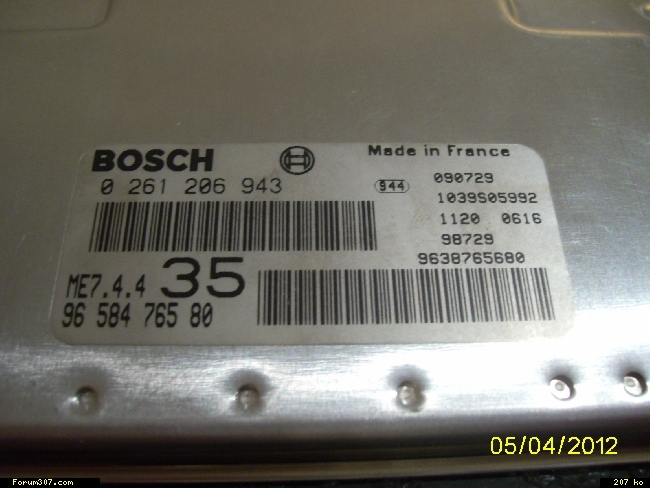 BOSCH
Made in France
0 261 206 943
944
090729
1039S05992
1120 0616
98729
9638765680
ME7.4.4 35
96 584 765 80
05/04/2012
Forum307.com
207 ko